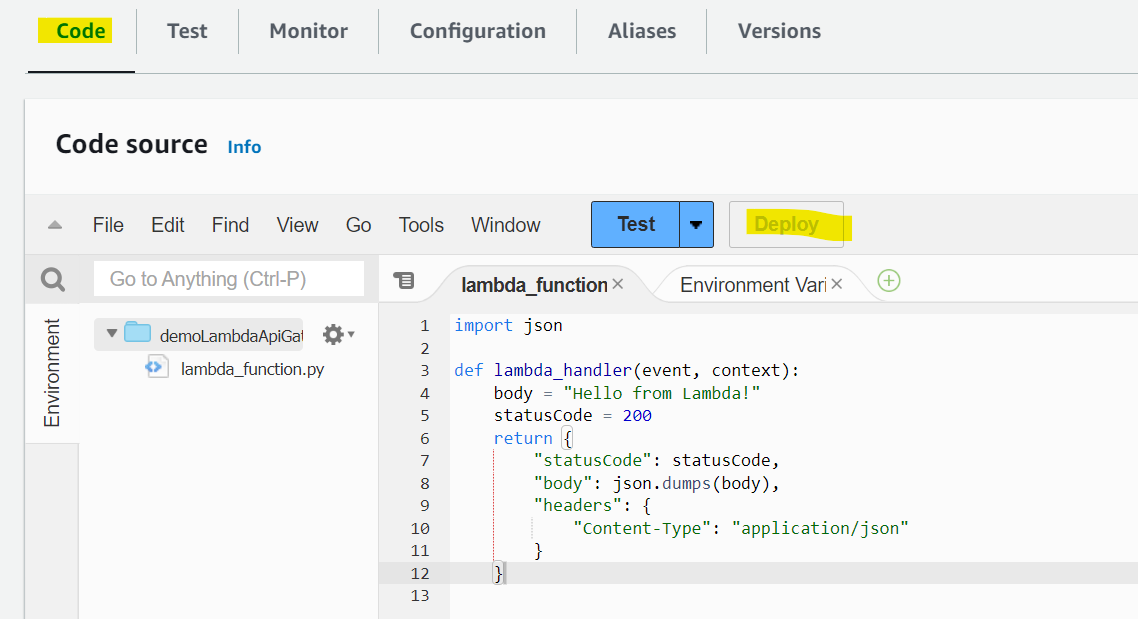 Code Test Monitor Configuration Aliases Versions
Code source Info
File Edit Find View Go Tools Window Test Deploy
Go to Anything (Ctrl-P)
lambda_function Environment Vari
Environment
demoLambdaApiGat
lambda_function.py
1 import json
2
3 def lambda_handler(event, context):
4 body = "Hello from Lambda!"
5 statusCode = 200
6 return {
7 "statusCode": statusCode,
8 "body": json.dumps(body),
9 "headers": {
10 "Content-Type": "application/json"
11 }
12 }
13